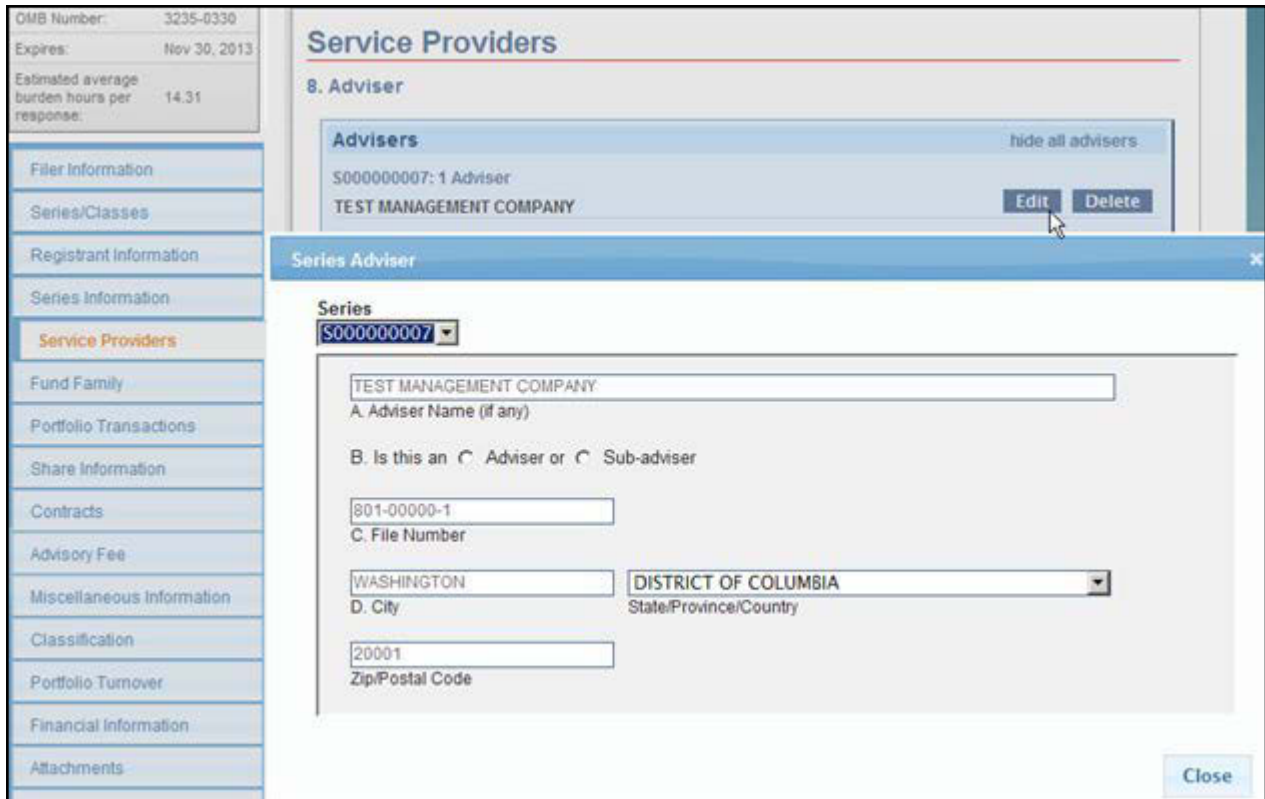 OMB Number: 3235-0330
Expires: Nov 30, 2013
Estimated average
burden hours per 14.31
response:
Filer Information
Series/Classes
Registrant Information
Series Information
Service Providers
Fund Family
Portfolio Transactions
Share Information
Contracts
Advisory Fee
Miscellaneous Information
Classification
Portfolio Turnover
Financial Information
Attachments
Service Providers
8. Adviser
Advisers hide all advisers
S000000007: 1 Adviser
TEST MANAGEMENT COMPANY Edit Delete
Series Adviser x
Series
S000000007
TEST MANAGEMENT COMPANY
A. Adviser Name (if any)
B. Is this an Adviser or Sub-adviser
801-00000-1
C. File Number
WASHINGTON DISTRICT OF COLUMBIA
D. City State/Province/Country
20001
Zip/Postal Code
Close